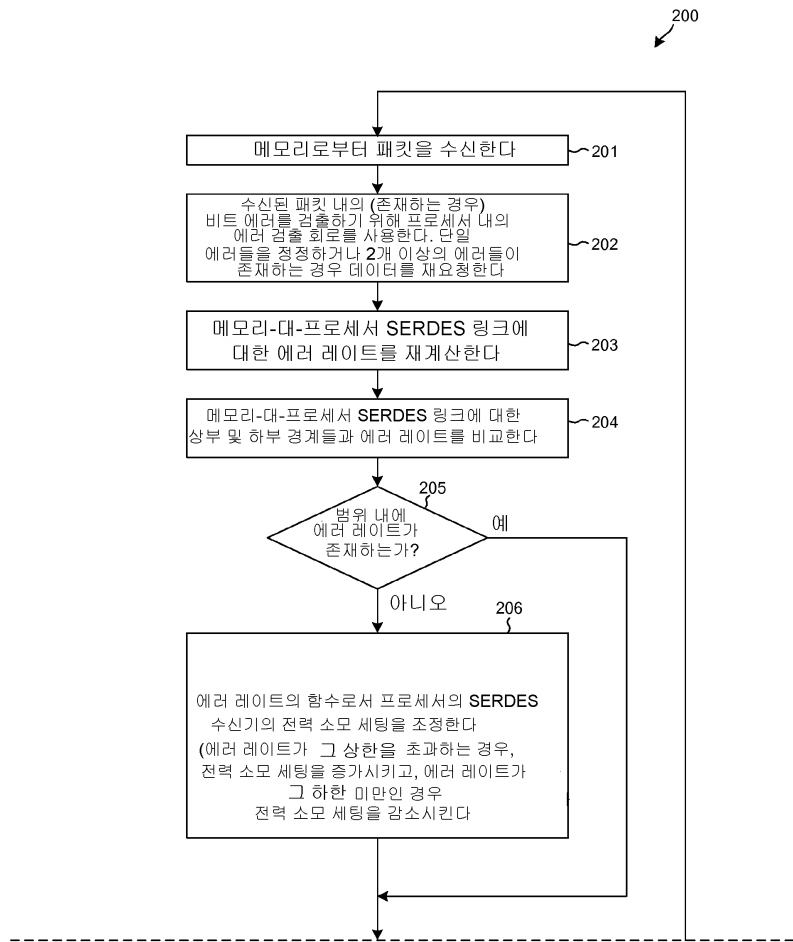 200
메모리로부터 패킷을 수신한다
201
수신된 패킷 내의 (존재하는 경우)
비트 에러를 검출하기 위해 프로세서 내의
에러 검출 회로를 사용한다. 단일
에러들을 정정하거나 2개 이상의 에러들이
존재하는 경우 데이터를 재요청한다
202
메모리-대-프로세서 SERDES 링크에
대한 에러 레이트를 재계산한다
203
메모리-대-프로세서 SERDES 링크에 대한
상부 및 하부 경계들과 에러 레이트를 비교한다
204
205
범위 내에
에러 레이트가
존재하는가?
예
아니오
206
에러 레이트의 함수로서 프로세서의 SERDES
수신기의 전력 소모 세팅을 조정한다
(에러 레이트가 그 상한을 초과하는 경우,
전력 소모 세팅을 증가시키고, 에러 레이트가
그 하한 미만인 경우
전력 소모 세팅을 감소시킨다